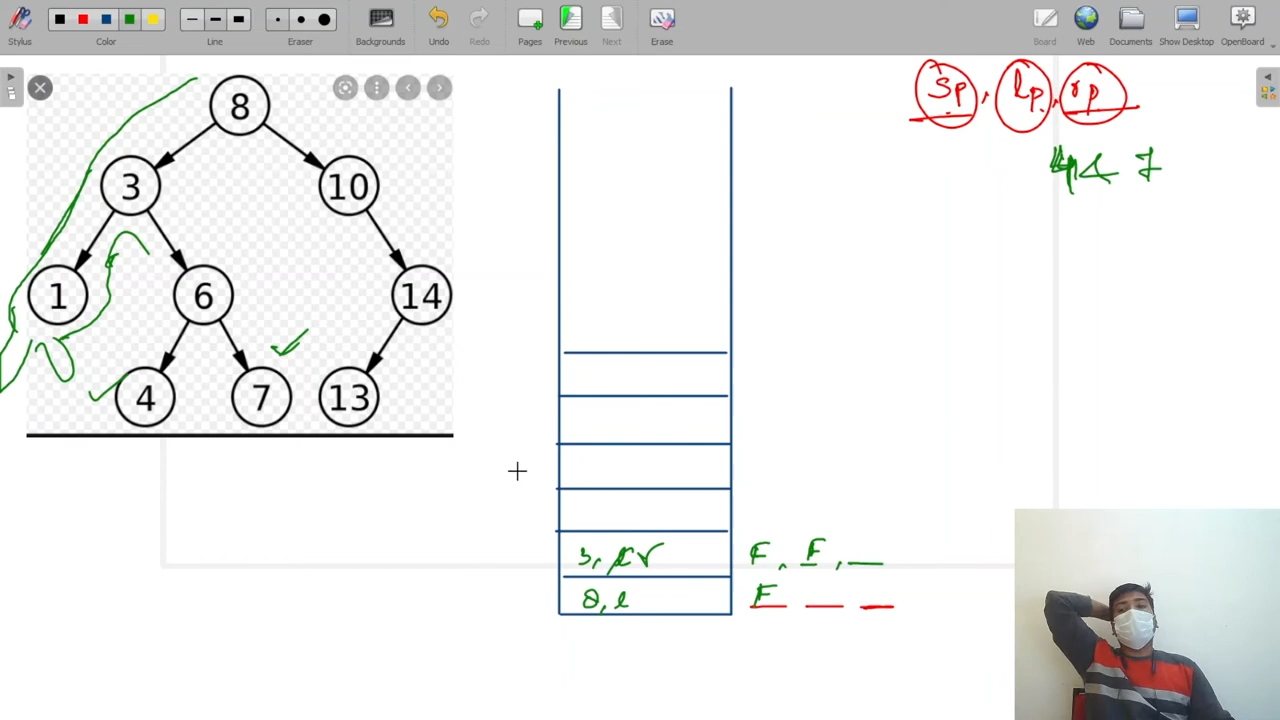 Stylus
Color
Line
Eraser
Backgrounds
Undo
Redo
Pages
Previous
Next
Erase
Board
Web
Documents
Show Desktop
OpenBoard
sp, lp, rp
8
3
10
1
6
14
4
7
13
F, F,
8, l
F